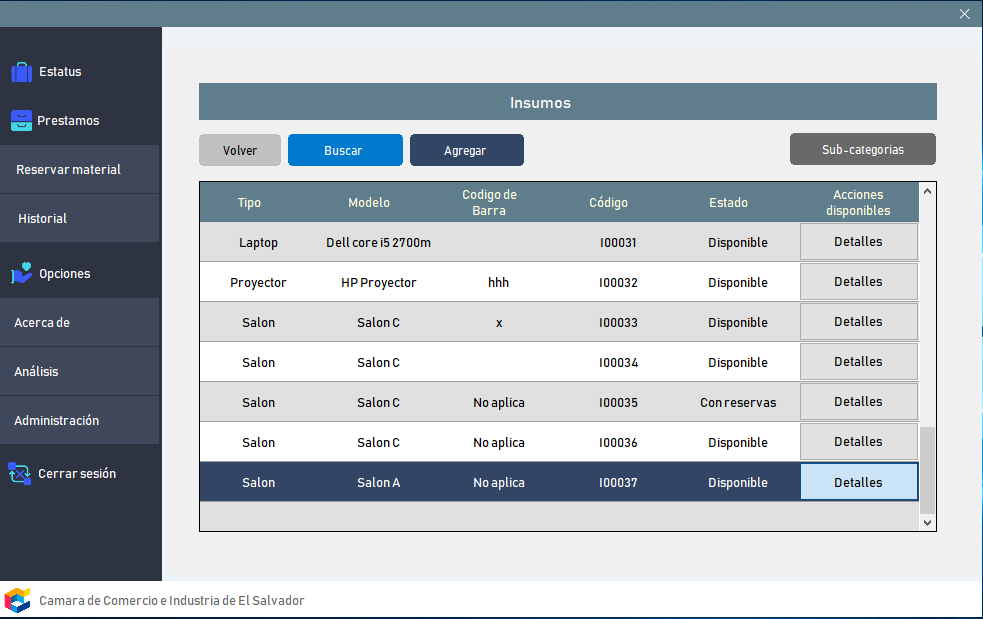 Estatus
Prestamos
Reservar material
Historial
Opciones
Acerca de
Análisis
Administración
Cerrar sesión
Insumos
Volver Buscar Agregar Sub-categorias
Tipo Modelo Codigo de Barra Código Estado Acciones disponibles
Laptop Dell core i5 2700m I00031 Disponible Detalles
Proyector HP Proyector hhh I00032 Disponible Detalles
Salon Salon C x I00033 Disponible Detalles
Salon Salon C I00034 Disponible Detalles
Salon Salon C No aplica I00035 Con reservas Detalles
Salon Salon C No aplica I00036 Disponible Detalles
Salon Salon A No aplica I00037 Disponible Detalles
Camara de Comercio e Industria de El Salvador